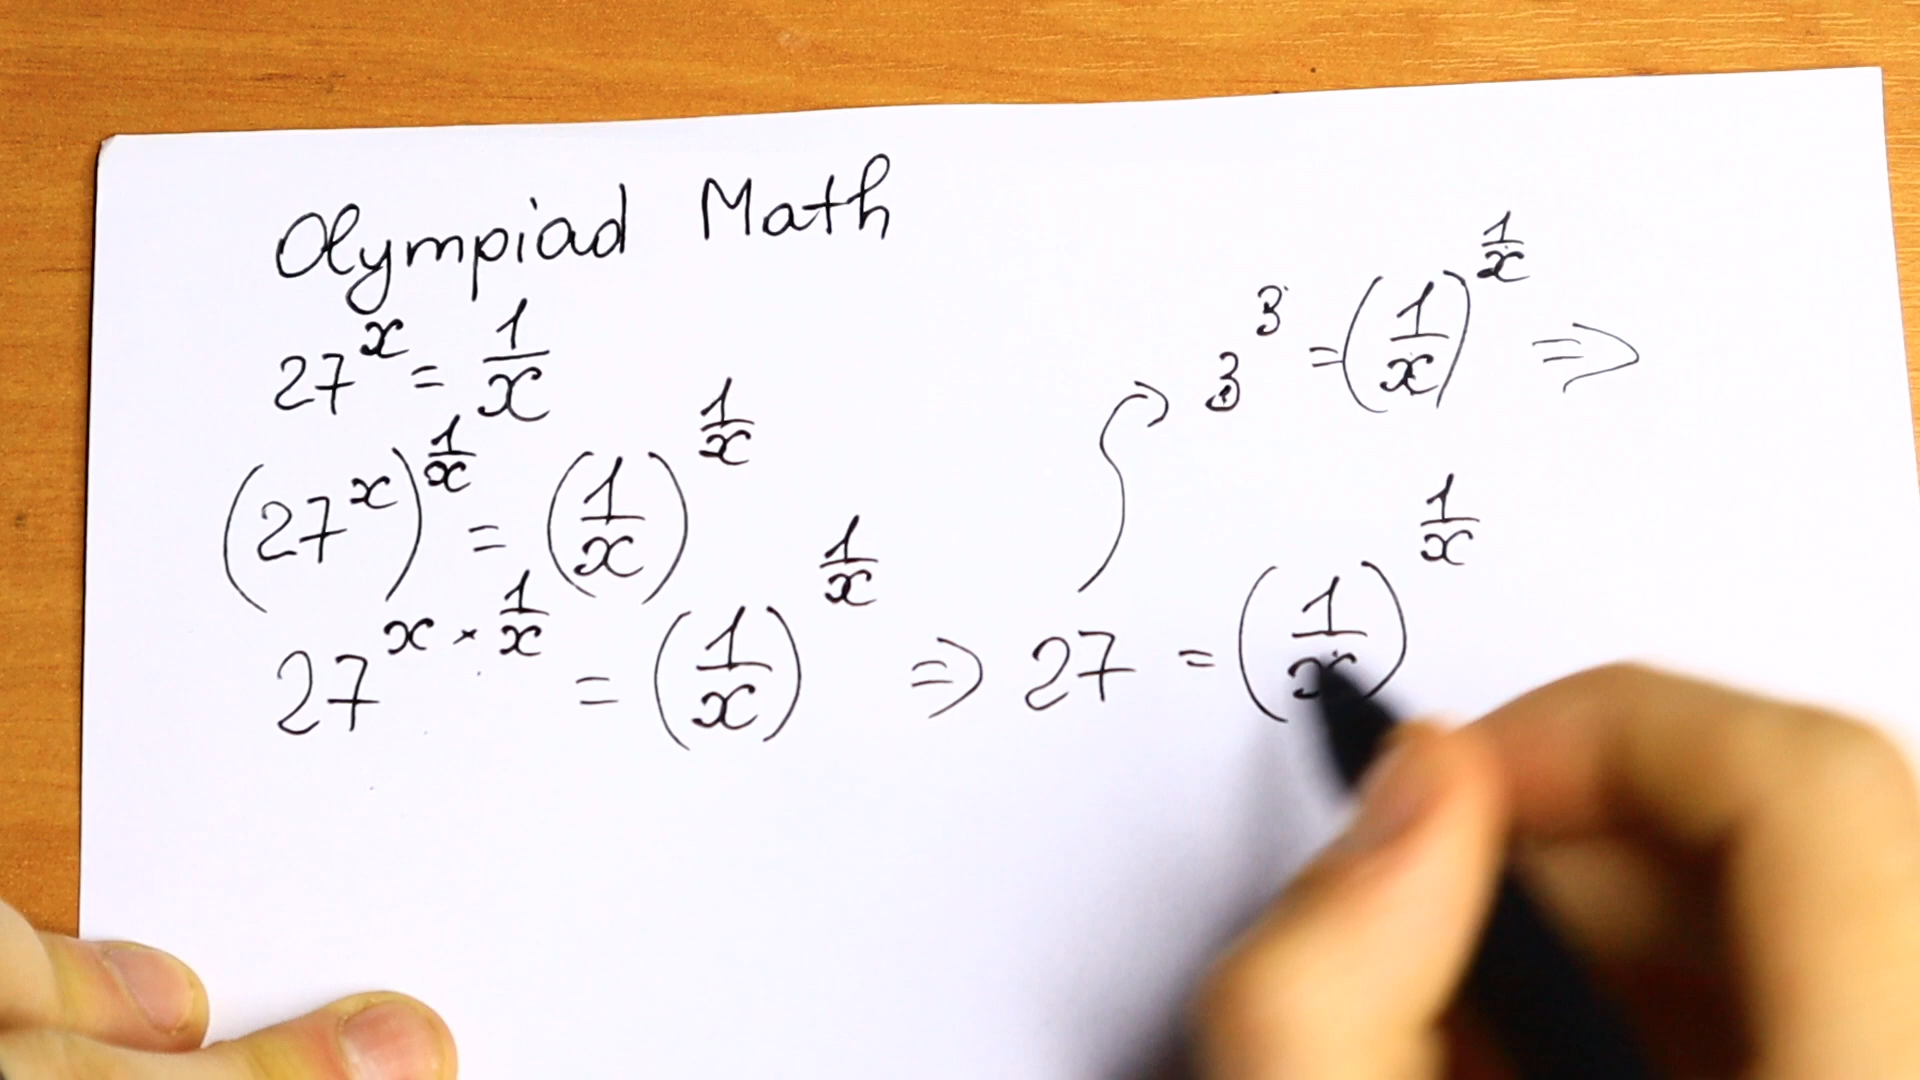 Olympiad Math
27^x = 1/x
(27^x)^(1/x) = (1/x)^(1/x)
27^(x × 1/x) = (1/x)^(1/x) ⇒ 27 = (1/x)^(1/x)
3^3 = (1/x)^(1/x) ⇒